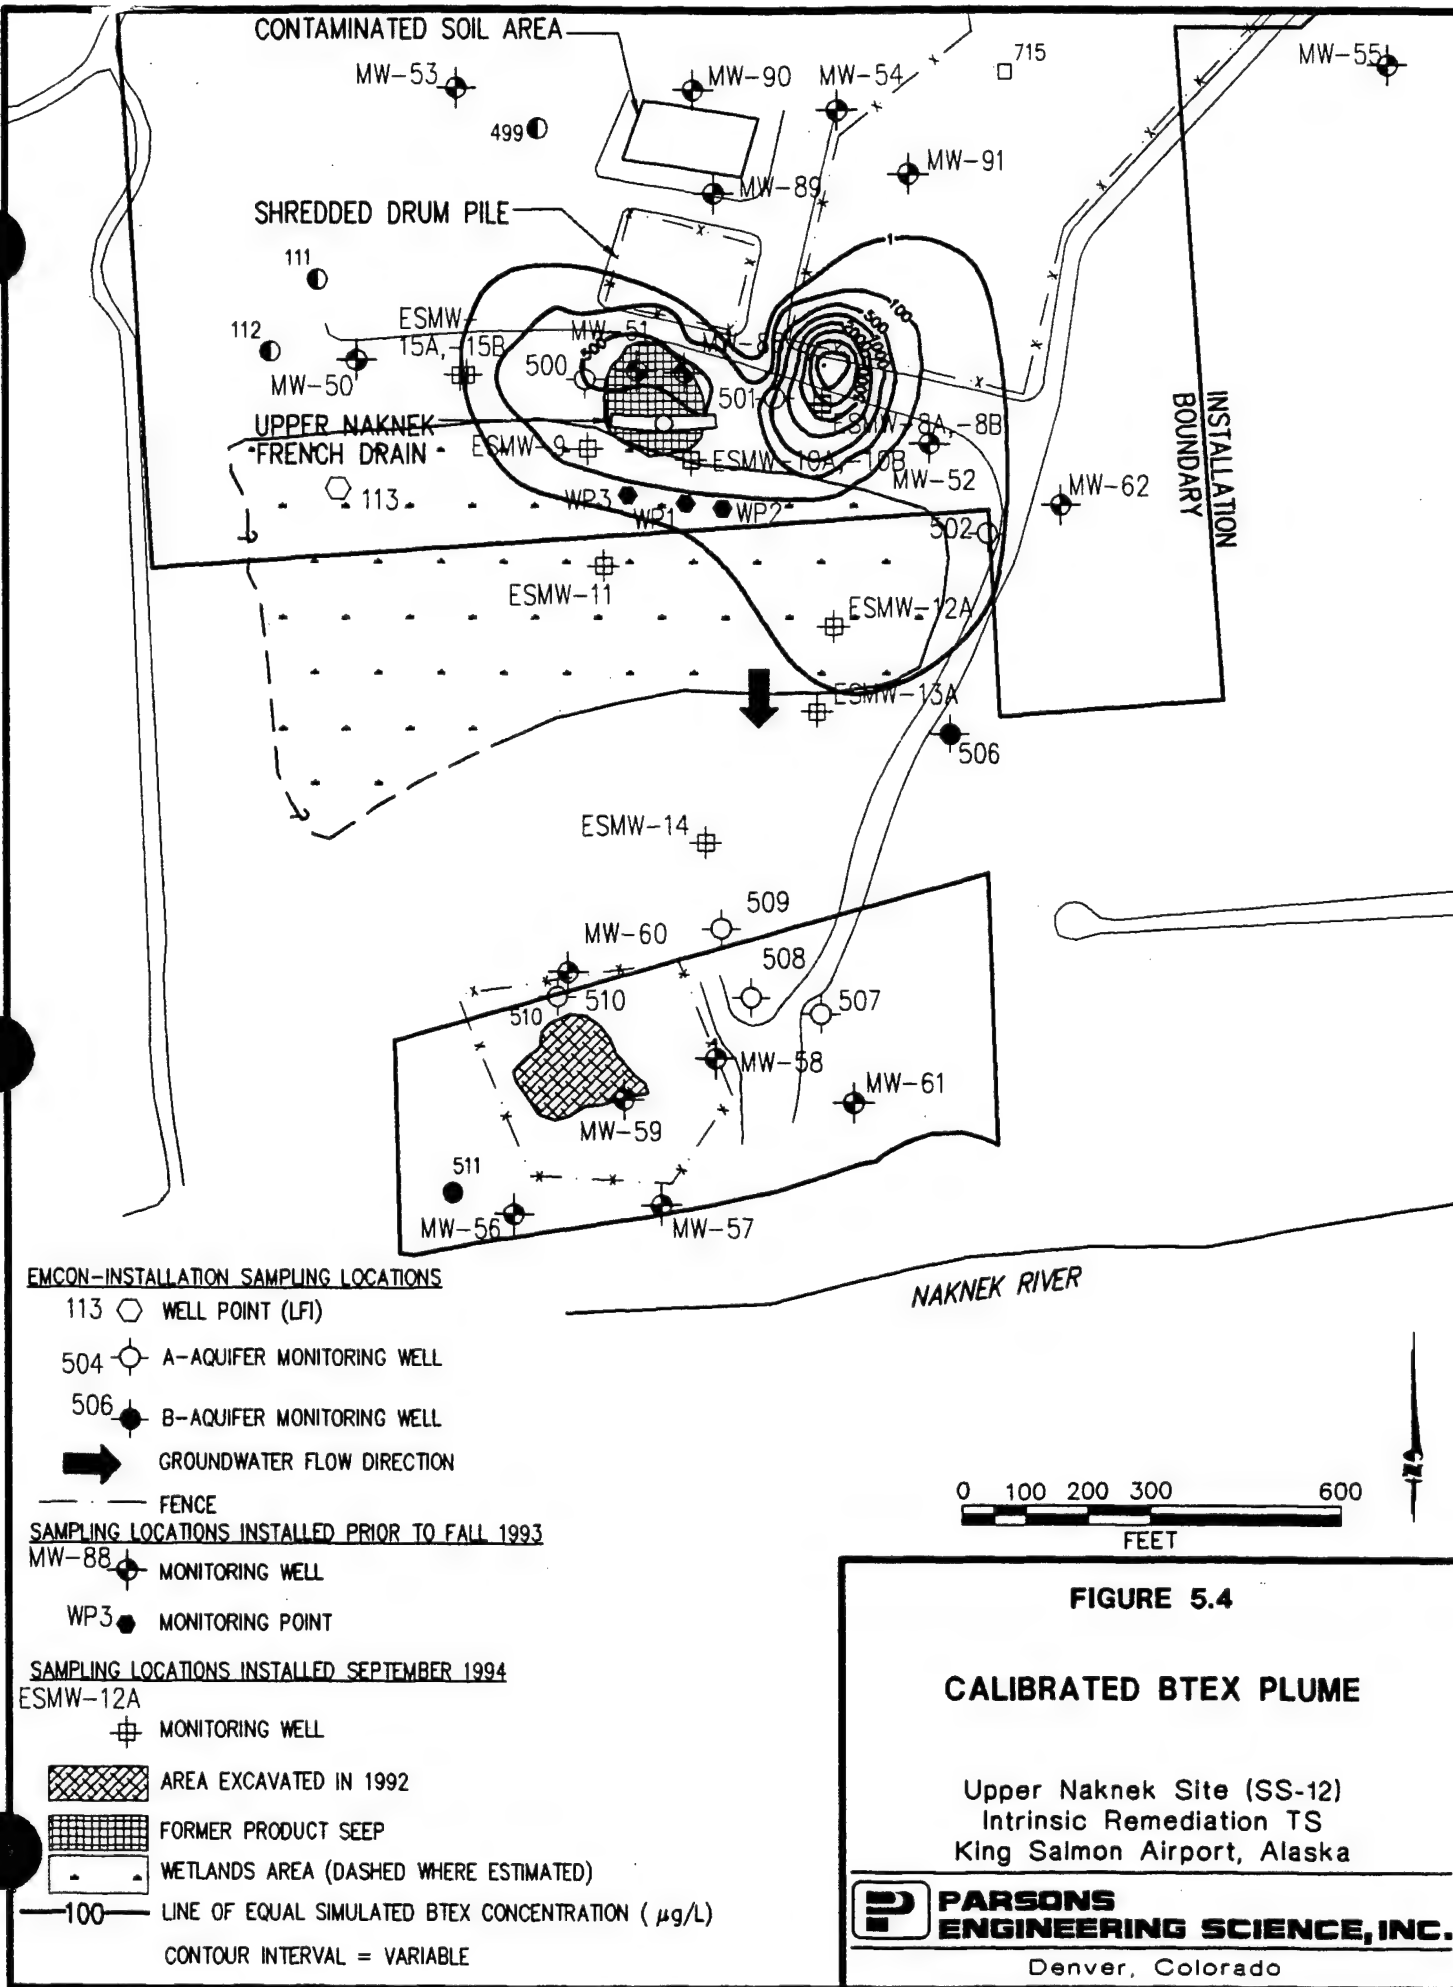 CONTAMINATED SOIL AREA
MW-53
MW-90
MW-54
715
MW-55
499
MW-91
MW-89
SHREDDED DRUM PILE
111
1
100
500
1000
112
ESMW-
15A,-15B
MW-51
500
MW-50
500
501
INSTALLATION
BOUNDARY
UPPER NAKNEK
FRENCH DRAIN
ESMW-9
ESMW-8A,-8B
ESMW-10A,-10B
MW-52
MW-62
113
WP3
WP1
WP2
502
ESMW-11
ESMW-12A
ESMW-13A
506
ESMW-14
509
MW-60
508
510
510
507
MW-58
MW-61
MW-59
511
MW-56
MW-57
NAKNEK RIVER
EMCON-INSTALLATION SAMPLING LOCATIONS
113 WELL POINT (LFI)
504 A-AQUIFER MONITORING WELL
506 B-AQUIFER MONITORING WELL
GROUNDWATER FLOW DIRECTION
FENCE
SAMPLING LOCATIONS INSTALLED PRIOR TO FALL 1993
MW-88 MONITORING WELL
WP3 MONITORING POINT
SAMPLING LOCATIONS INSTALLED SEPTEMBER 1994
ESMW-12A
MONITORING WELL
AREA EXCAVATED IN 1992
FORMER PRODUCT SEEP
WETLANDS AREA (DASHED WHERE ESTIMATED)
100 LINE OF EQUAL SIMULATED BTEX CONCENTRATION ( µg/L)
CONTOUR INTERVAL = VARIABLE
0 100 200 300 600
FEET
FIGURE 5.4
CALIBRATED BTEX PLUME
Upper Naknek Site (SS-12)
Intrinsic Remediation TS
King Salmon Airport, Alaska
PARSONS
ENGINEERING SCIENCE, INC.
Denver, Colorado